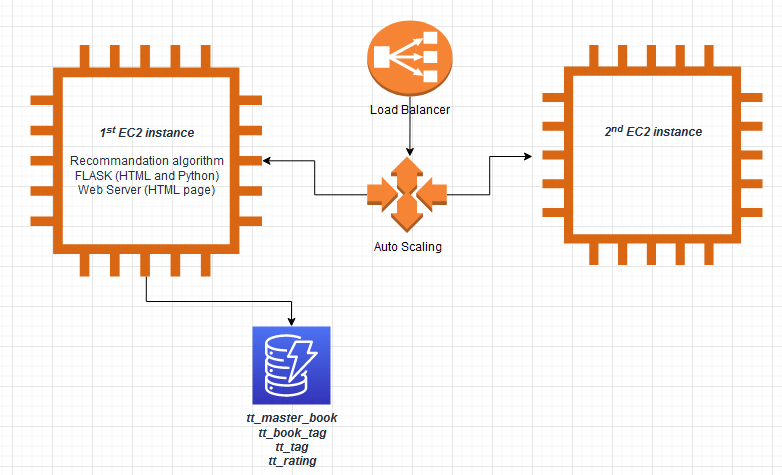 Load Balancer
1st EC2 instance
Recommandation algorithm
FLASK (HTML and Python)
Web Server (HTML page)
2nd EC2 instance
Auto Scaling
tt_master_book
tt_book_tag
tt_tag
tt_rating